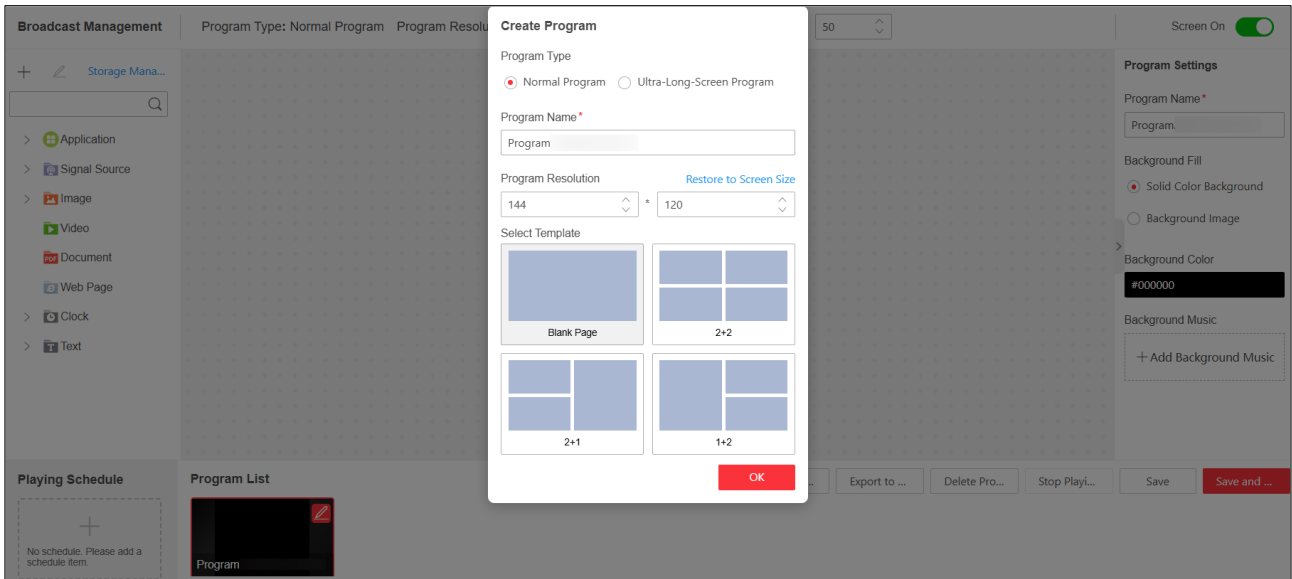 Broadcast Management
Program Type: Normal Program Program Resolu
50
Screen On
Storage Mana...
Application
Signal Source
Image
Video
PDF
Document
Web Page
Clock
T
Text
Create Program
Program Type
Normal Program
Ultra-Long-Screen Program
Program Name*
Program
Program Resolution
Restore to Screen Size
144
*
120
Select Template
Blank Page
2+2
2+1
1+2
OK
Program Settings
Program Name*
Program.
Background Fill
Solid Color Background
Background Image
Background Color
#000000
Background Music
+ Add Background Music
Playing Schedule
No schedule. Please add a
schedule item.
Program List
Program
..
Export to ...
Delete Pro...
Stop Playi...
Save
Save and ...